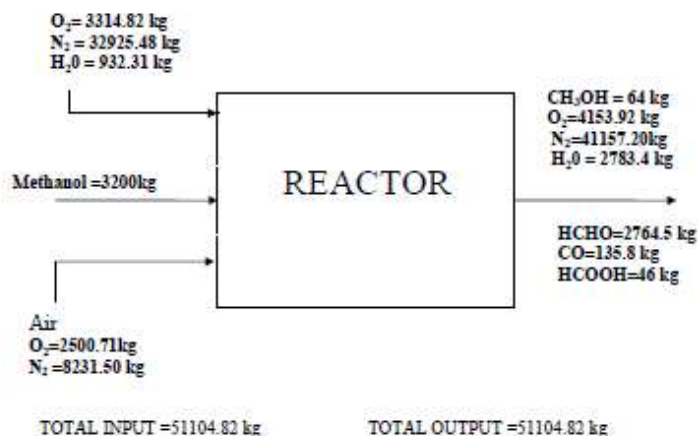 O₂= 3314.82 kg
N₂ = 32925.48 kg
H₂0 = 932.31 kg
Methanol =3200kg
Air
O₂=2500.71kg
N₂ =8231.50 kg
REACTOR
CH₃OH = 64 kg
O₂=4153.92 kg
N₂=41157.20 kg
H₂0 = 2783.4 kg
HCHO=2764.5 kg
CO=135.8 kg
HCOOH=46 kg
TOTAL INPUT =51104.82 kg
TOTAL OUTPUT =51104.82 kg